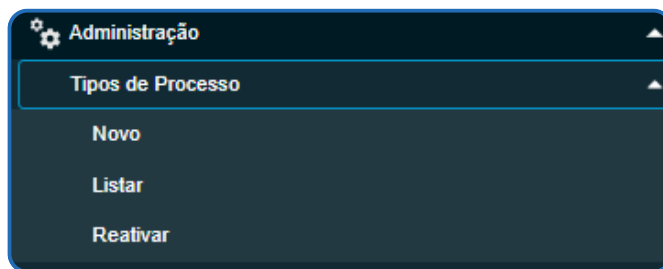 Administração
Tipos de Processo
Novo
Listar
Reativar